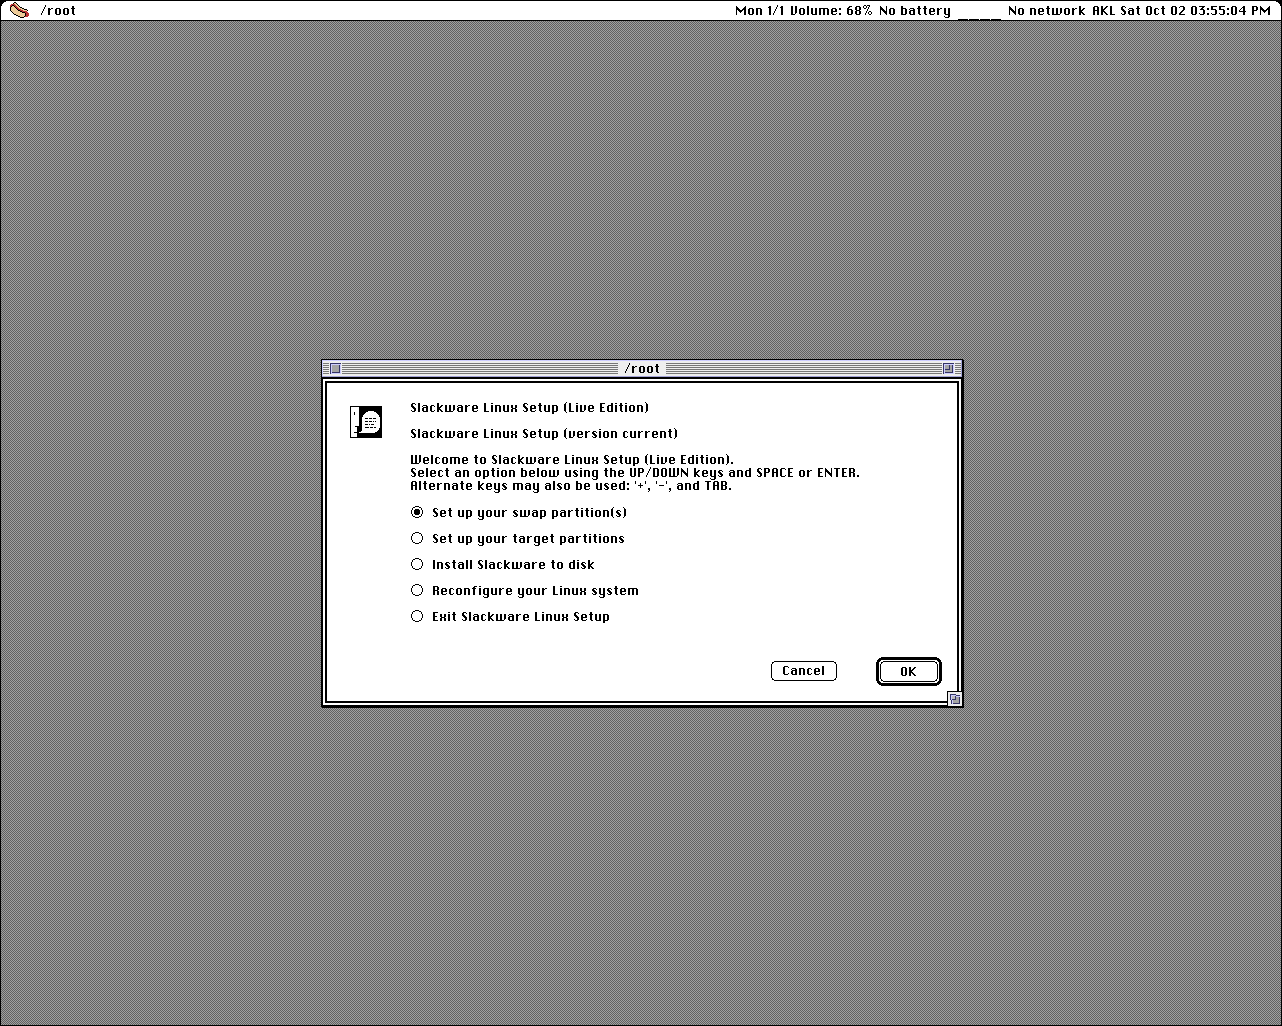 /root
Mon 1/1 Volume: 68% No battery ____ No network AKL Sat Oct 02 03:55:04 PM
/root
Slackware Linux Setup (Live Edition)
Slackware Linux Setup (version current)
Welcome to Slackware Linux Setup (Live Edition).
Select an option below using the UP/DOWN keys and SPACE or ENTER.
Alternate keys may also be used: '+', '-', and TAB.
Set up your swap partition(s)
Set up your target partitions
Install Slackware to disk
Reconfigure your Linux system
Exit Slackware Linux Setup
Cancel
OK